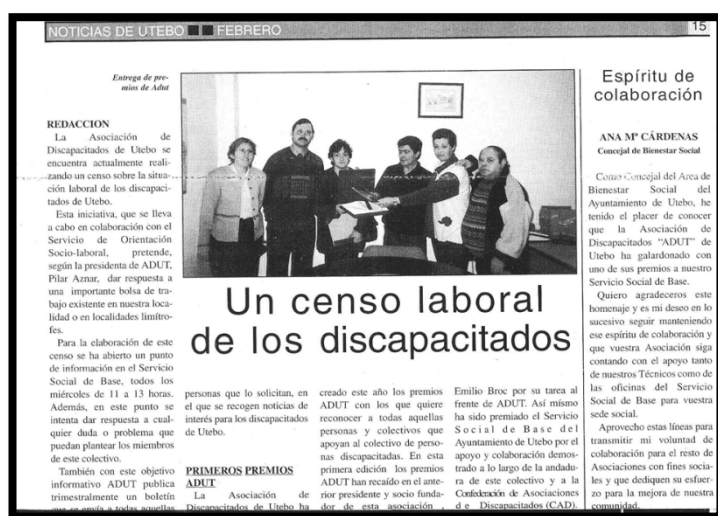 NOTICIAS DE UTEBO FEBRERO
15
Entrega de pre-
mios de Adut
REDACCION
La Asociación de
Discapacitados de Utebo se
encuentra actualmente reali-
zando un censo sobre la situa-
ción laboral de los discapaci-
tados de Utebo.
Esta iniciativa, que se lleva
a cabo en colaboración con el
Servicio de Orientación
Socio-laboral, pretende,
según la presidenta de ADUT,
Pilar Aznar, dar respuesta a
una importante bolsa de tra-
bajo existente en nuestra loca-
lidad o en localidades limítro-
fes.
Para la elaboración de este
censo se ha abierto un punto
de información en el Servicio
Social de Base, todos los
miércoles de 11 a 13 horas.
Además, en este punto se
intenta dar respuesta a cual-
quier duda o problema que
puedan plantear los miembros
de este colectivo.
También con este objetivo
informativo ADUT publica
trimestralmente un boletín
que se envía a todas aquellas
Un censo laboral
de los discapacitados
personas que lo solicitan, en
el que se recogen noticias de
interés para los discapacitados
de Utebo.
PRIMEROS PREMIOS
ADUT
La Asociación de
Discapacitados de Utebo ha
creado este año los premios
ADUT con los que quiere
reconocer a todas aquellas
personas y colectivos que
apoyan al colectivo de perso-
nas discapacitadas. En esta
primera edición los premios
ADUT han recaído en el ante-
rior presidente y socio funda-
dor de esta asociación ,
Emilio Broc por su tarea al
frente de ADUT. Así mismo
ha sido premiado el Servicio
Social de Base del
Ayuntamiento de Utebo por el
apoyo y colaboración demos-
trado a lo largo de la andadu-
ra de este colectivo y a la
Confederación de Asociaciones
de Discapacitados (CAD).
Espíritu de
colaboración
ANA Mª CÁRDENAS
Concejal de Bienestar Social
Como Concejal del Area de
Bienestar Social del
Ayuntamiento de Utebo, he
tenido el placer de conocer
que la Asociación de
Discapacitados "ADUT" de
Utebo ha galardonado con
uno de sus premios a nuestro
Servicio Social de Base.
Quiero agradeceros este
homenaje y es mi deseo en lo
sucesivo seguir manteniendo
ese espíritu de colaboración y
que vuestra Asociación siga
contando con el apoyo tanto
de nuestros Técnicos como de
las oficinas del Servicio
Social de Base para vuestra
sede social.
Aprovecho estas líneas para
transmitir mi voluntad de
colaboración para el resto de
Asociaciones con fines socia-
les y que dediquen su esfuer-
zo para la mejora de nuestra
comunidad.